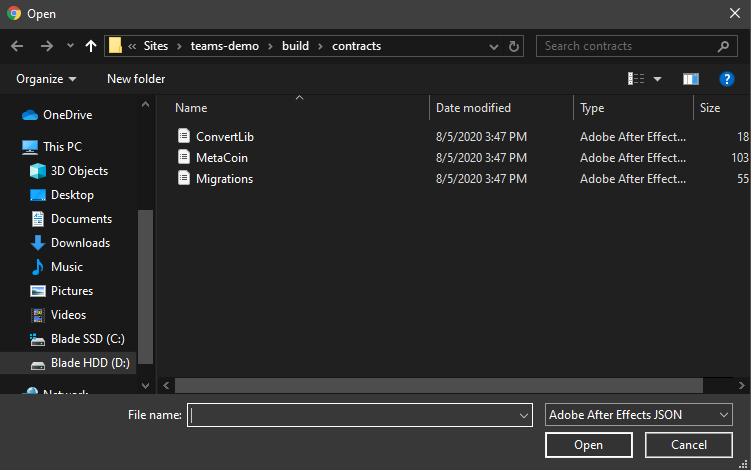 Open
« Sites > teams-demo > build > contracts
Search contracts
Organize
New folder
Name
Date modified
Type
Size
OneDrive
This PC
3D Objects
Desktop
Documents
Downloads
Music
Pictures
Videos
Blade SSD (C:)
Blade HDD (D:)
Network
ConvertLib 8/5/2020 3:47 PM Adobe After Effect... 18
MetaCoin 8/5/2020 3:47 PM Adobe After Effect... 103
Migrations 8/5/2020 3:47 PM Adobe After Effect... 55
File name:
Adobe After Effects JSON
Open
Cancel